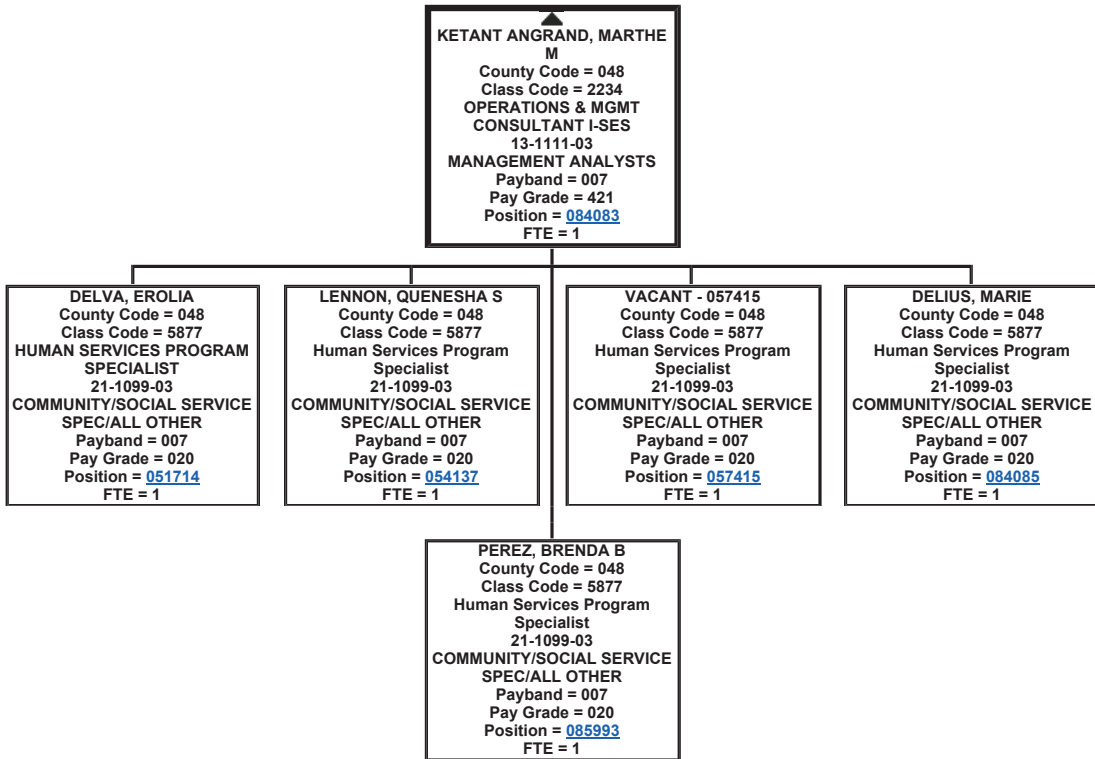 KETANT ANGRAND, MARTHE
M
County Code = 048
Class Code = 2234
OPERATIONS & MGMT
CONSULTANT I-SES
13-1111-03
MANAGEMENT ANALYSTS
Payband = 007
Pay Grade = 421
Position = 084083
FTE = 1
DELVA, EROLIA
County Code = 048
Class Code = 5877
HUMAN SERVICES PROGRAM
SPECIALIST
21-1099-03
COMMUNITY/SOCIAL SERVICE
SPEC/ALL OTHER
Payband = 007
Pay Grade = 020
Position = 051714
FTE = 1
LENNON, QUENESHA S
County Code = 048
Class Code = 5877
Human Services Program
Specialist
21-1099-03
COMMUNITY/SOCIAL SERVICE
SPEC/ALL OTHER
Payband = 007
Pay Grade = 020
Position = 054137
FTE = 1
VACANT - 057415
County Code = 048
Class Code = 5877
Human Services Program
Specialist
21-1099-03
COMMUNITY/SOCIAL SERVICE
SPEC/ALL OTHER
Payband = 007
Pay Grade = 020
Position = 057415
FTE = 1
DELIUS, MARIE
County Code = 048
Class Code = 5877
Human Services Program
Specialist
21-1099-03
COMMUNITY/SOCIAL SERVICE
SPEC/ALL OTHER
Payband = 007
Pay Grade = 020
Position = 084085
FTE = 1
PEREZ, BRENDA B
County Code = 048
Class Code = 5877
Human Services Program
Specialist
21-1099-03
COMMUNITY/SOCIAL SERVICE
SPEC/ALL OTHER
Payband = 007
Pay Grade = 020
Position = 085993
FTE = 1